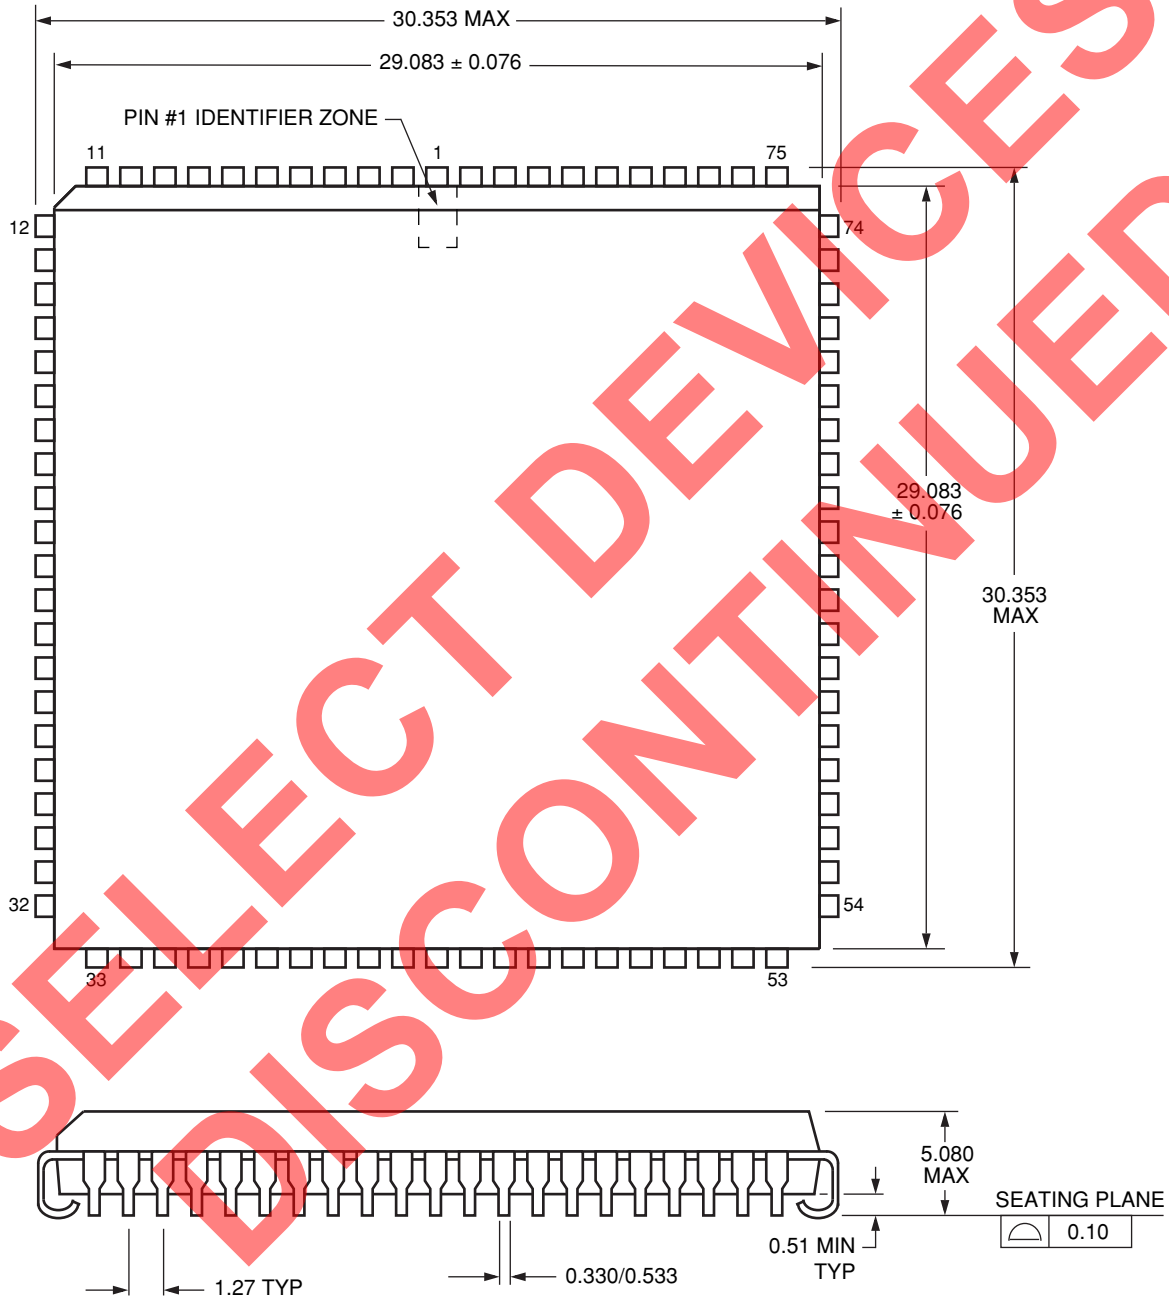 30.353 MAX
29.083 ± 0.076
PIN #1 IDENTIFIER ZONE
11
1
75
12
74
29.083
± 0.076
30.353
MAX
32
54
33
53
5.080
MAX
SEATING PLANE
0.10
0.51 MIN
TYP
1.27 TYP
0.330/0.533
SELECT DEVICES
DISCONTINUED